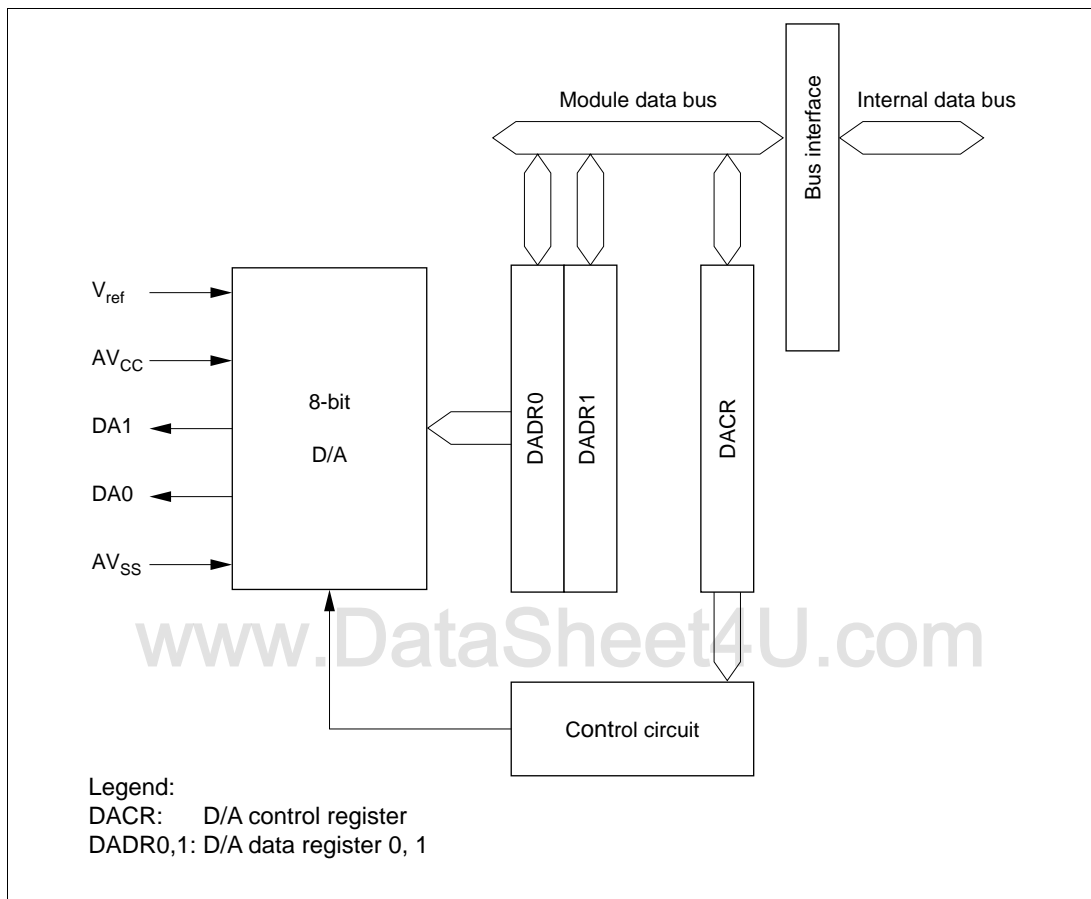 Module data bus
Internal data bus
Bus interface
V_ref
AV_CC
DA1
DA0
AV_SS
8-bit
D/A
DADR0
DADR1
DACR
www.DataSheet4U.com
Control circuit
Legend:
DACR: D/A control register
DADR0,1: D/A data register 0, 1